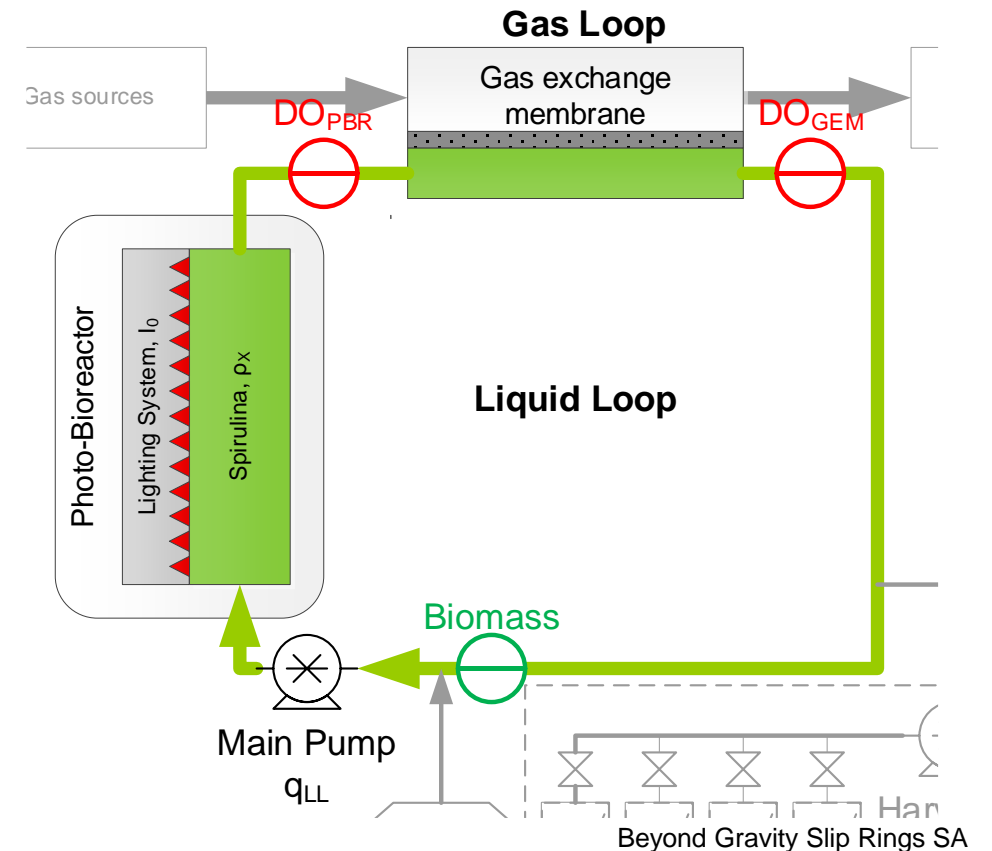 Gas Loop
Gas sources
Gas exchange
membrane
DOPBR
DOGEM
Photo-Bioreactor
Lighting System, I0
Spirulina, ρX
Liquid Loop
Biomass
Main Pump
qLL
Har
Beyond Gravity Slip Rings SA